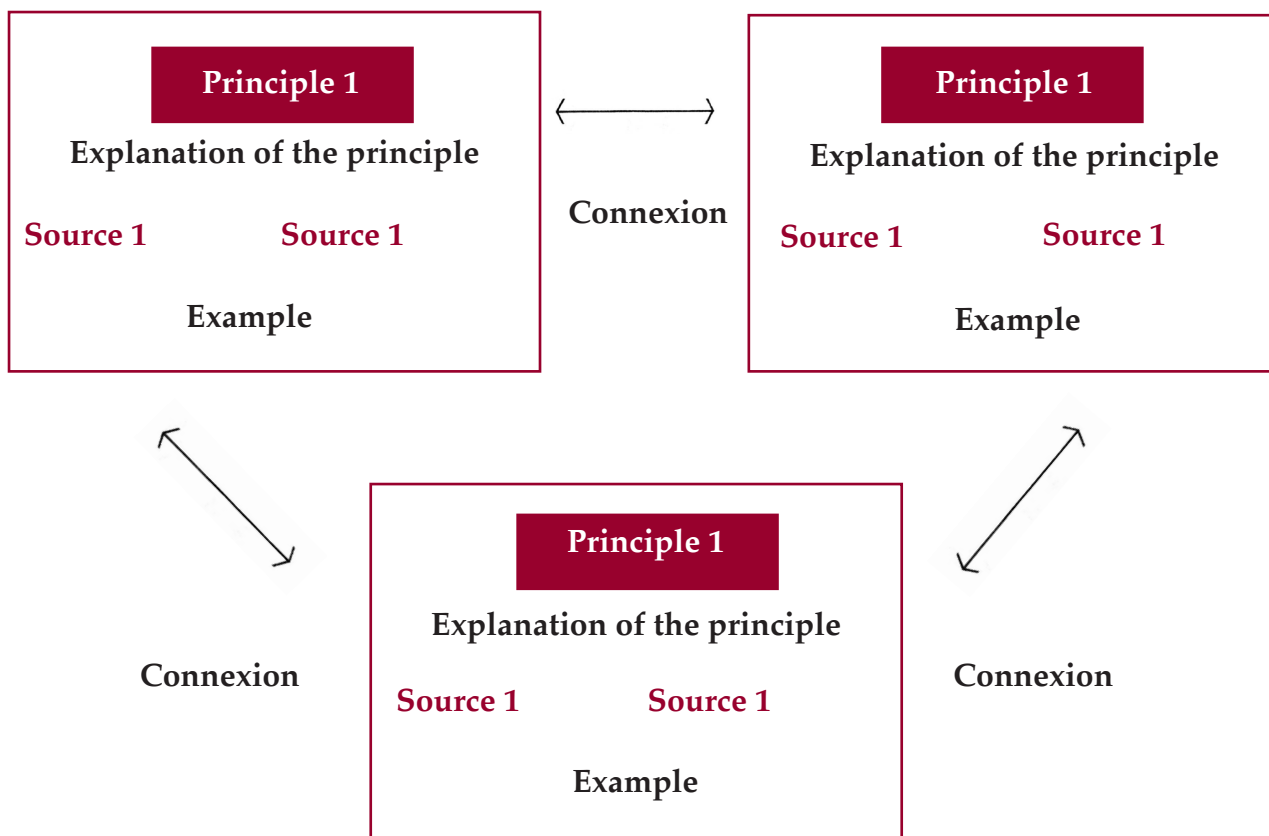 Principle 1
Explanation of the principle
Source 1 Source 1
Example
Connexion
Principle 1
Explanation of the principle
Source 1 Source 1
Example
Connexion
Principle 1
Explanation of the principle
Source 1 Source 1
Example
Connexion